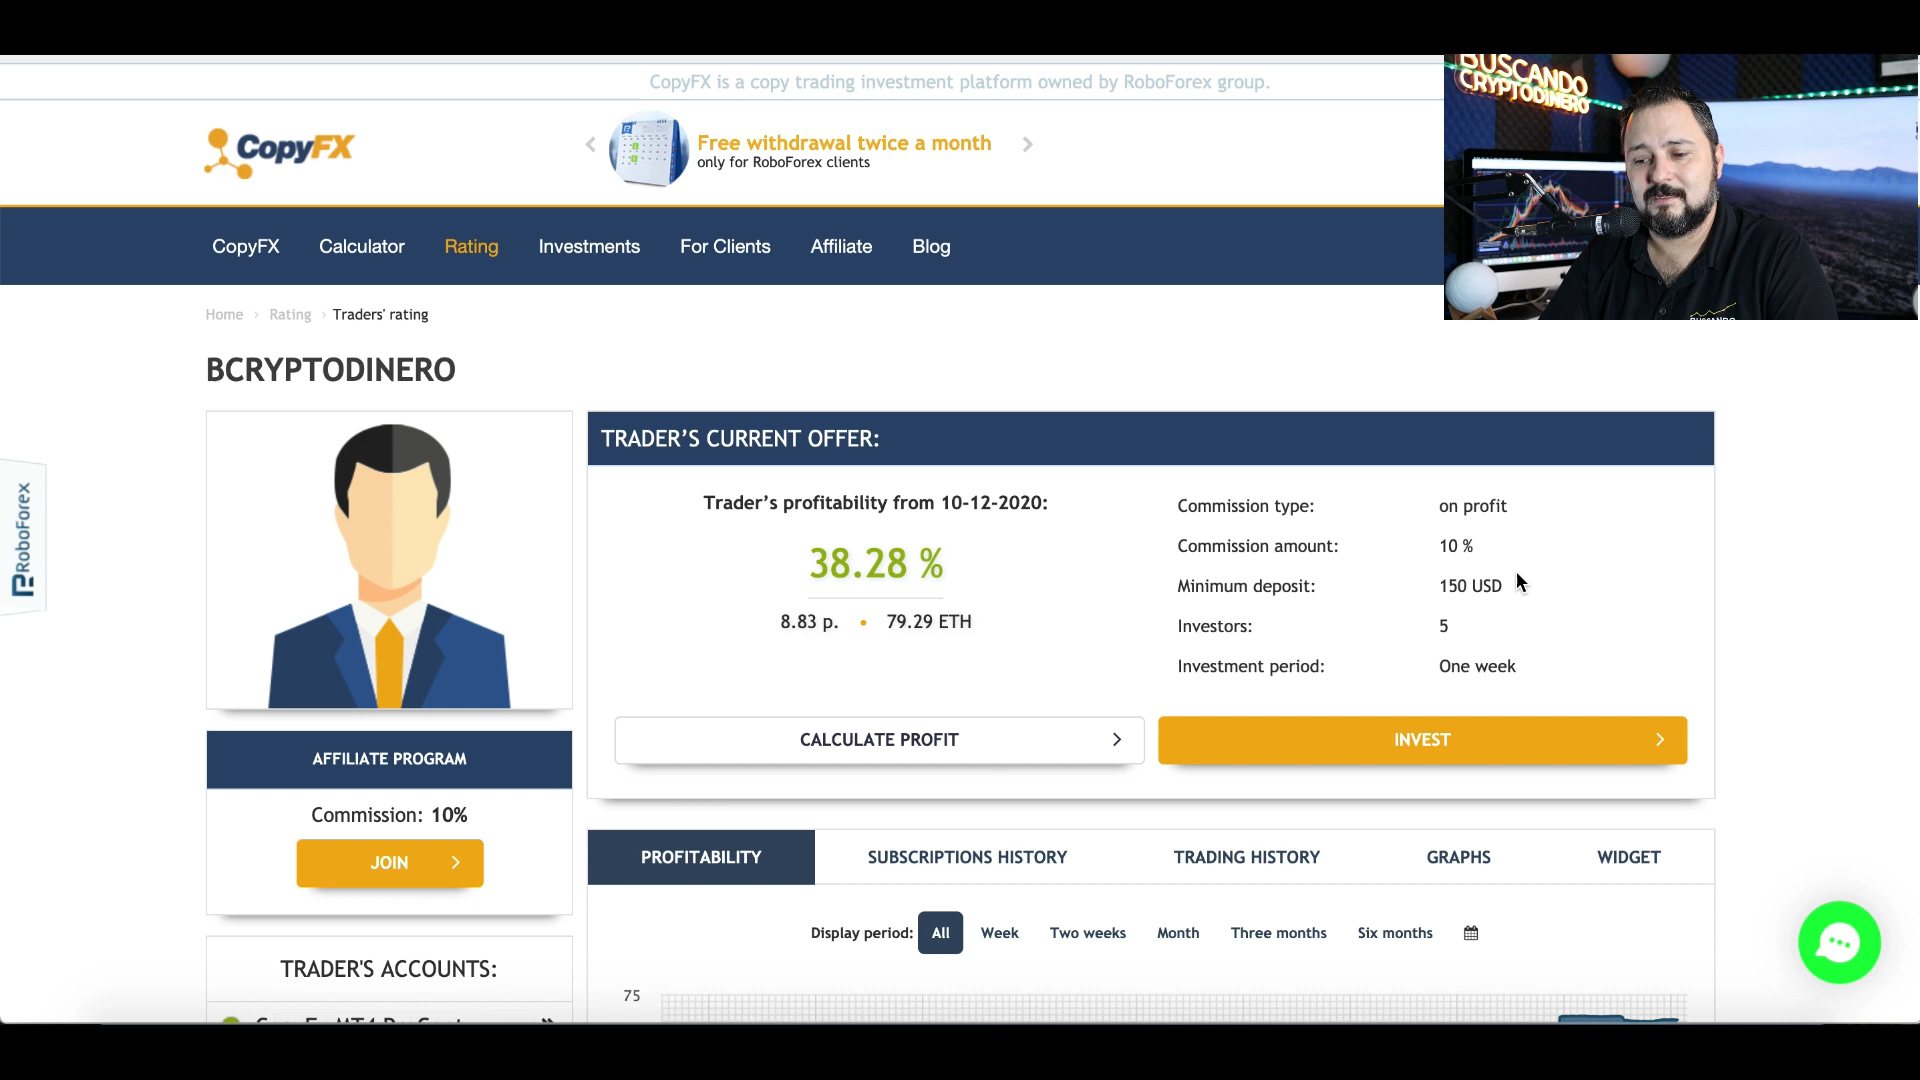 CopyFX is a copy trading investment platform owned by RoboForex group.
BUSCANDO
CRYPTODINERO
CopyFX
Free withdrawal twice a month
only for RoboForex clients
CopyFX
Calculator
Rating
Investments
For Clients
Affiliate
Blog
Home › Rating › Traders' rating
BCRYPTODINERO
RoboForex
TRADER’S CURRENT OFFER:
Trader’s profitability from 10-12-2020:
38.28 %
8.83 p. • 79.29 ETH
Commission type: on profit
Commission amount: 10 %
Minimum deposit: 150 USD
Investors: 5
Investment period: One week
CALCULATE PROFIT
INVEST
AFFILIATE PROGRAM
Commission: 10%
JOIN
TRADER'S ACCOUNTS:
PROFITABILITY
SUBSCRIPTIONS HISTORY
TRADING HISTORY
GRAPHS
WIDGET
Display period: All Week Two weeks Month Three months Six months
75